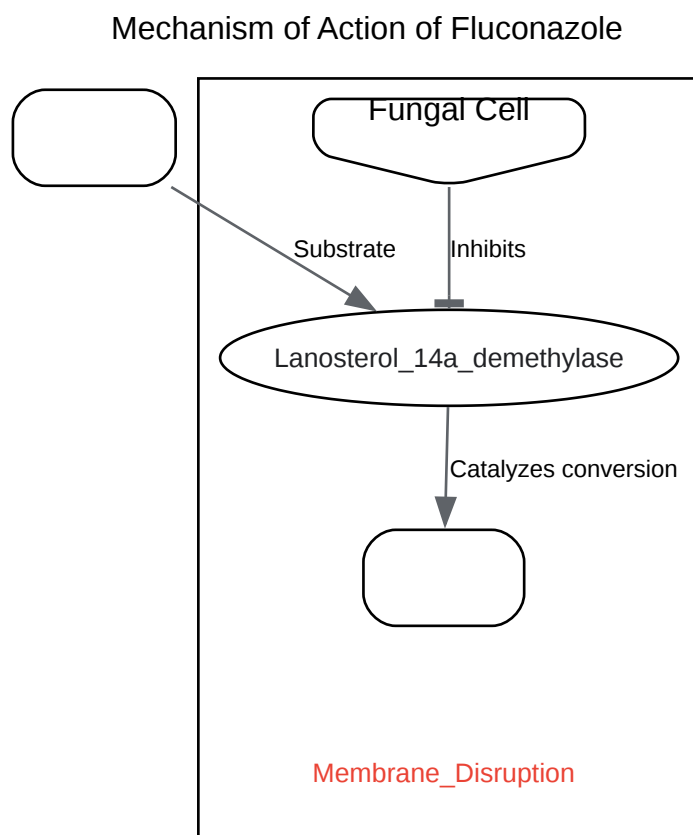 Mechanism of Action of Fluconazole
Fungal Cell
Substrate
Inhibits
Lanosterol_14a_demethylase
Catalyzes conversion
Membrane_Disruption